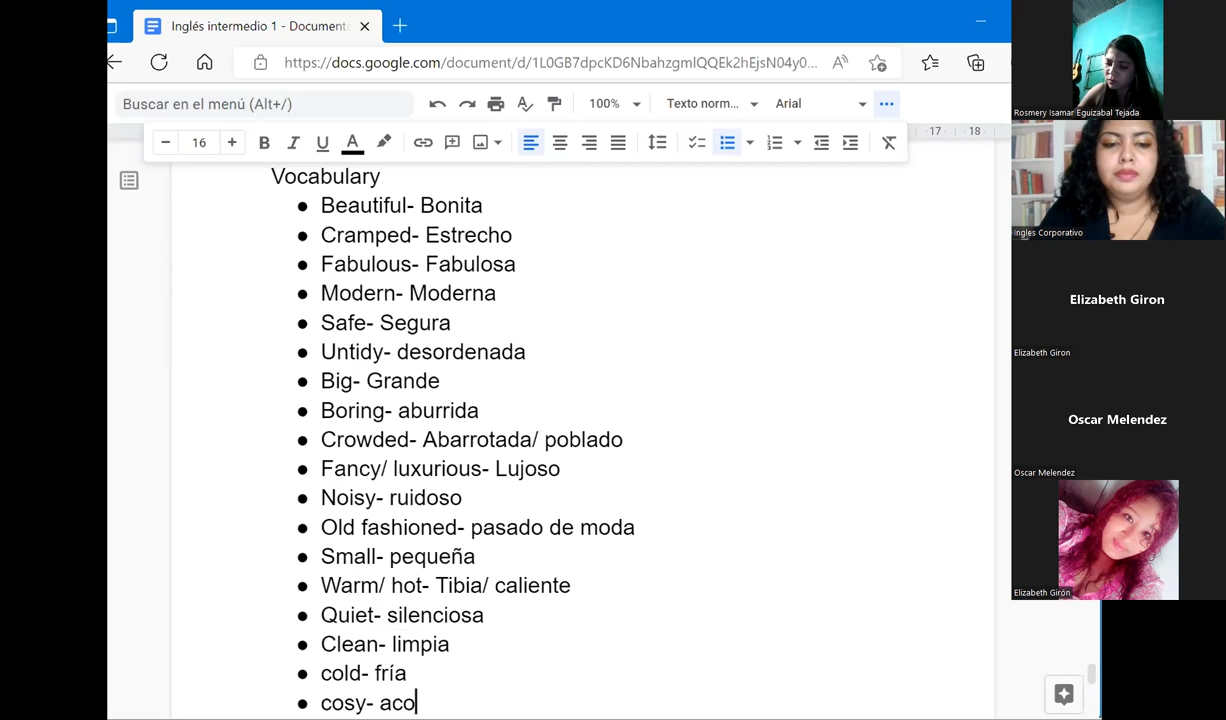 Inglés intermedio 1 - Documento
https://docs.google.com/document/d/1L0GB7dpcKD6NbahzgmlQQEk2hEjsN04y0...
Buscar en el menú (Alt+/)
100%
Texto norm...
Arial
16
B I U A
17 18
Vocabulary
Beautiful- Bonita
Cramped- Estrecho
Fabulous- Fabulosa
Modern- Moderna
Safe- Segura
Untidy- desordenada
Big- Grande
Boring- aburrida
Crowded- Abarrotada/ poblado
Fancy/ luxurious- Lujoso
Noisy- ruidoso
Old fashioned- pasado de moda
Small- pequeña
Warm/ hot- Tibia/ caliente
Quiet- silenciosa
Clean- limpia
cold- fría
cosy- aco
Rosmery Isamar Eguizabal Tejada
Ingles Corporativo
Elizabeth Giron
Elizabeth Giron
Oscar Melendez
Oscar Melendez
Elizabeth Girón